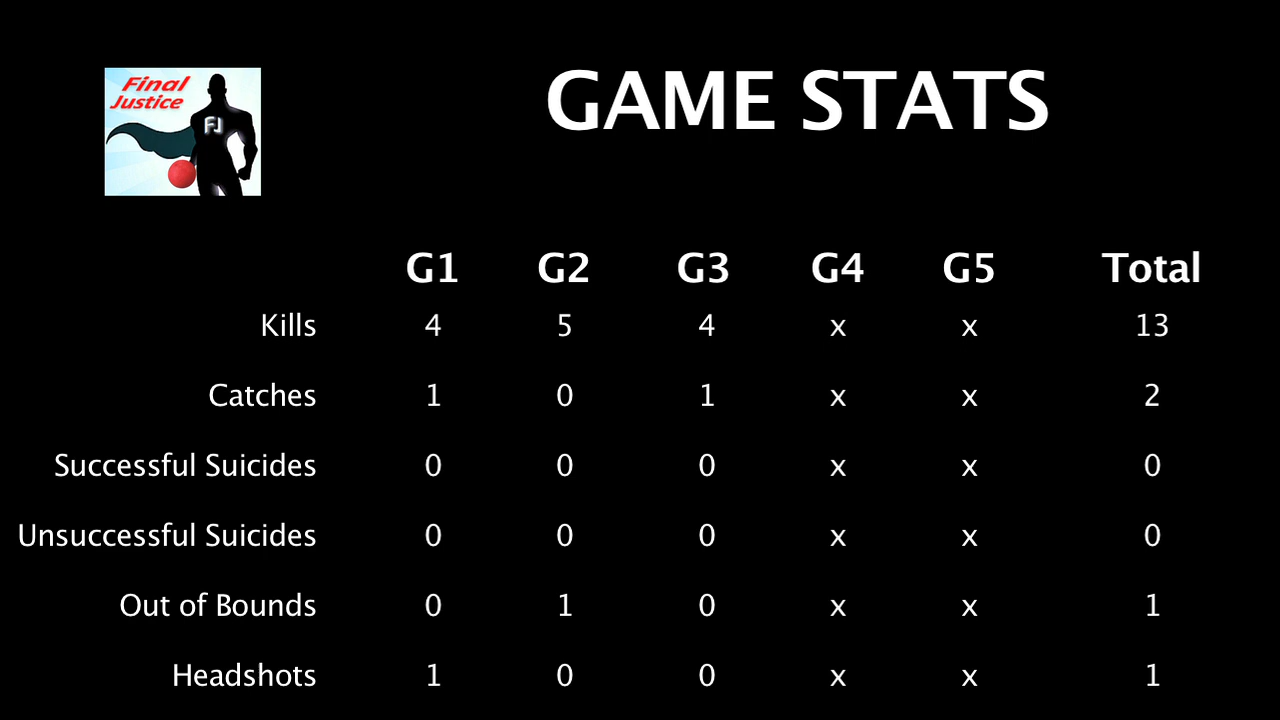 Final
Justice
FJ
GAME STATS
G1 G2 G3 G4 G5 Total
Kills 4 5 4 x x 13
Catches 1 0 1 x x 2
Successful Suicides 0 0 0 x x 0
Unsuccessful Suicides 0 0 0 x x 0
Out of Bounds 0 1 0 x x 1
Headshots 1 0 0 x x 1